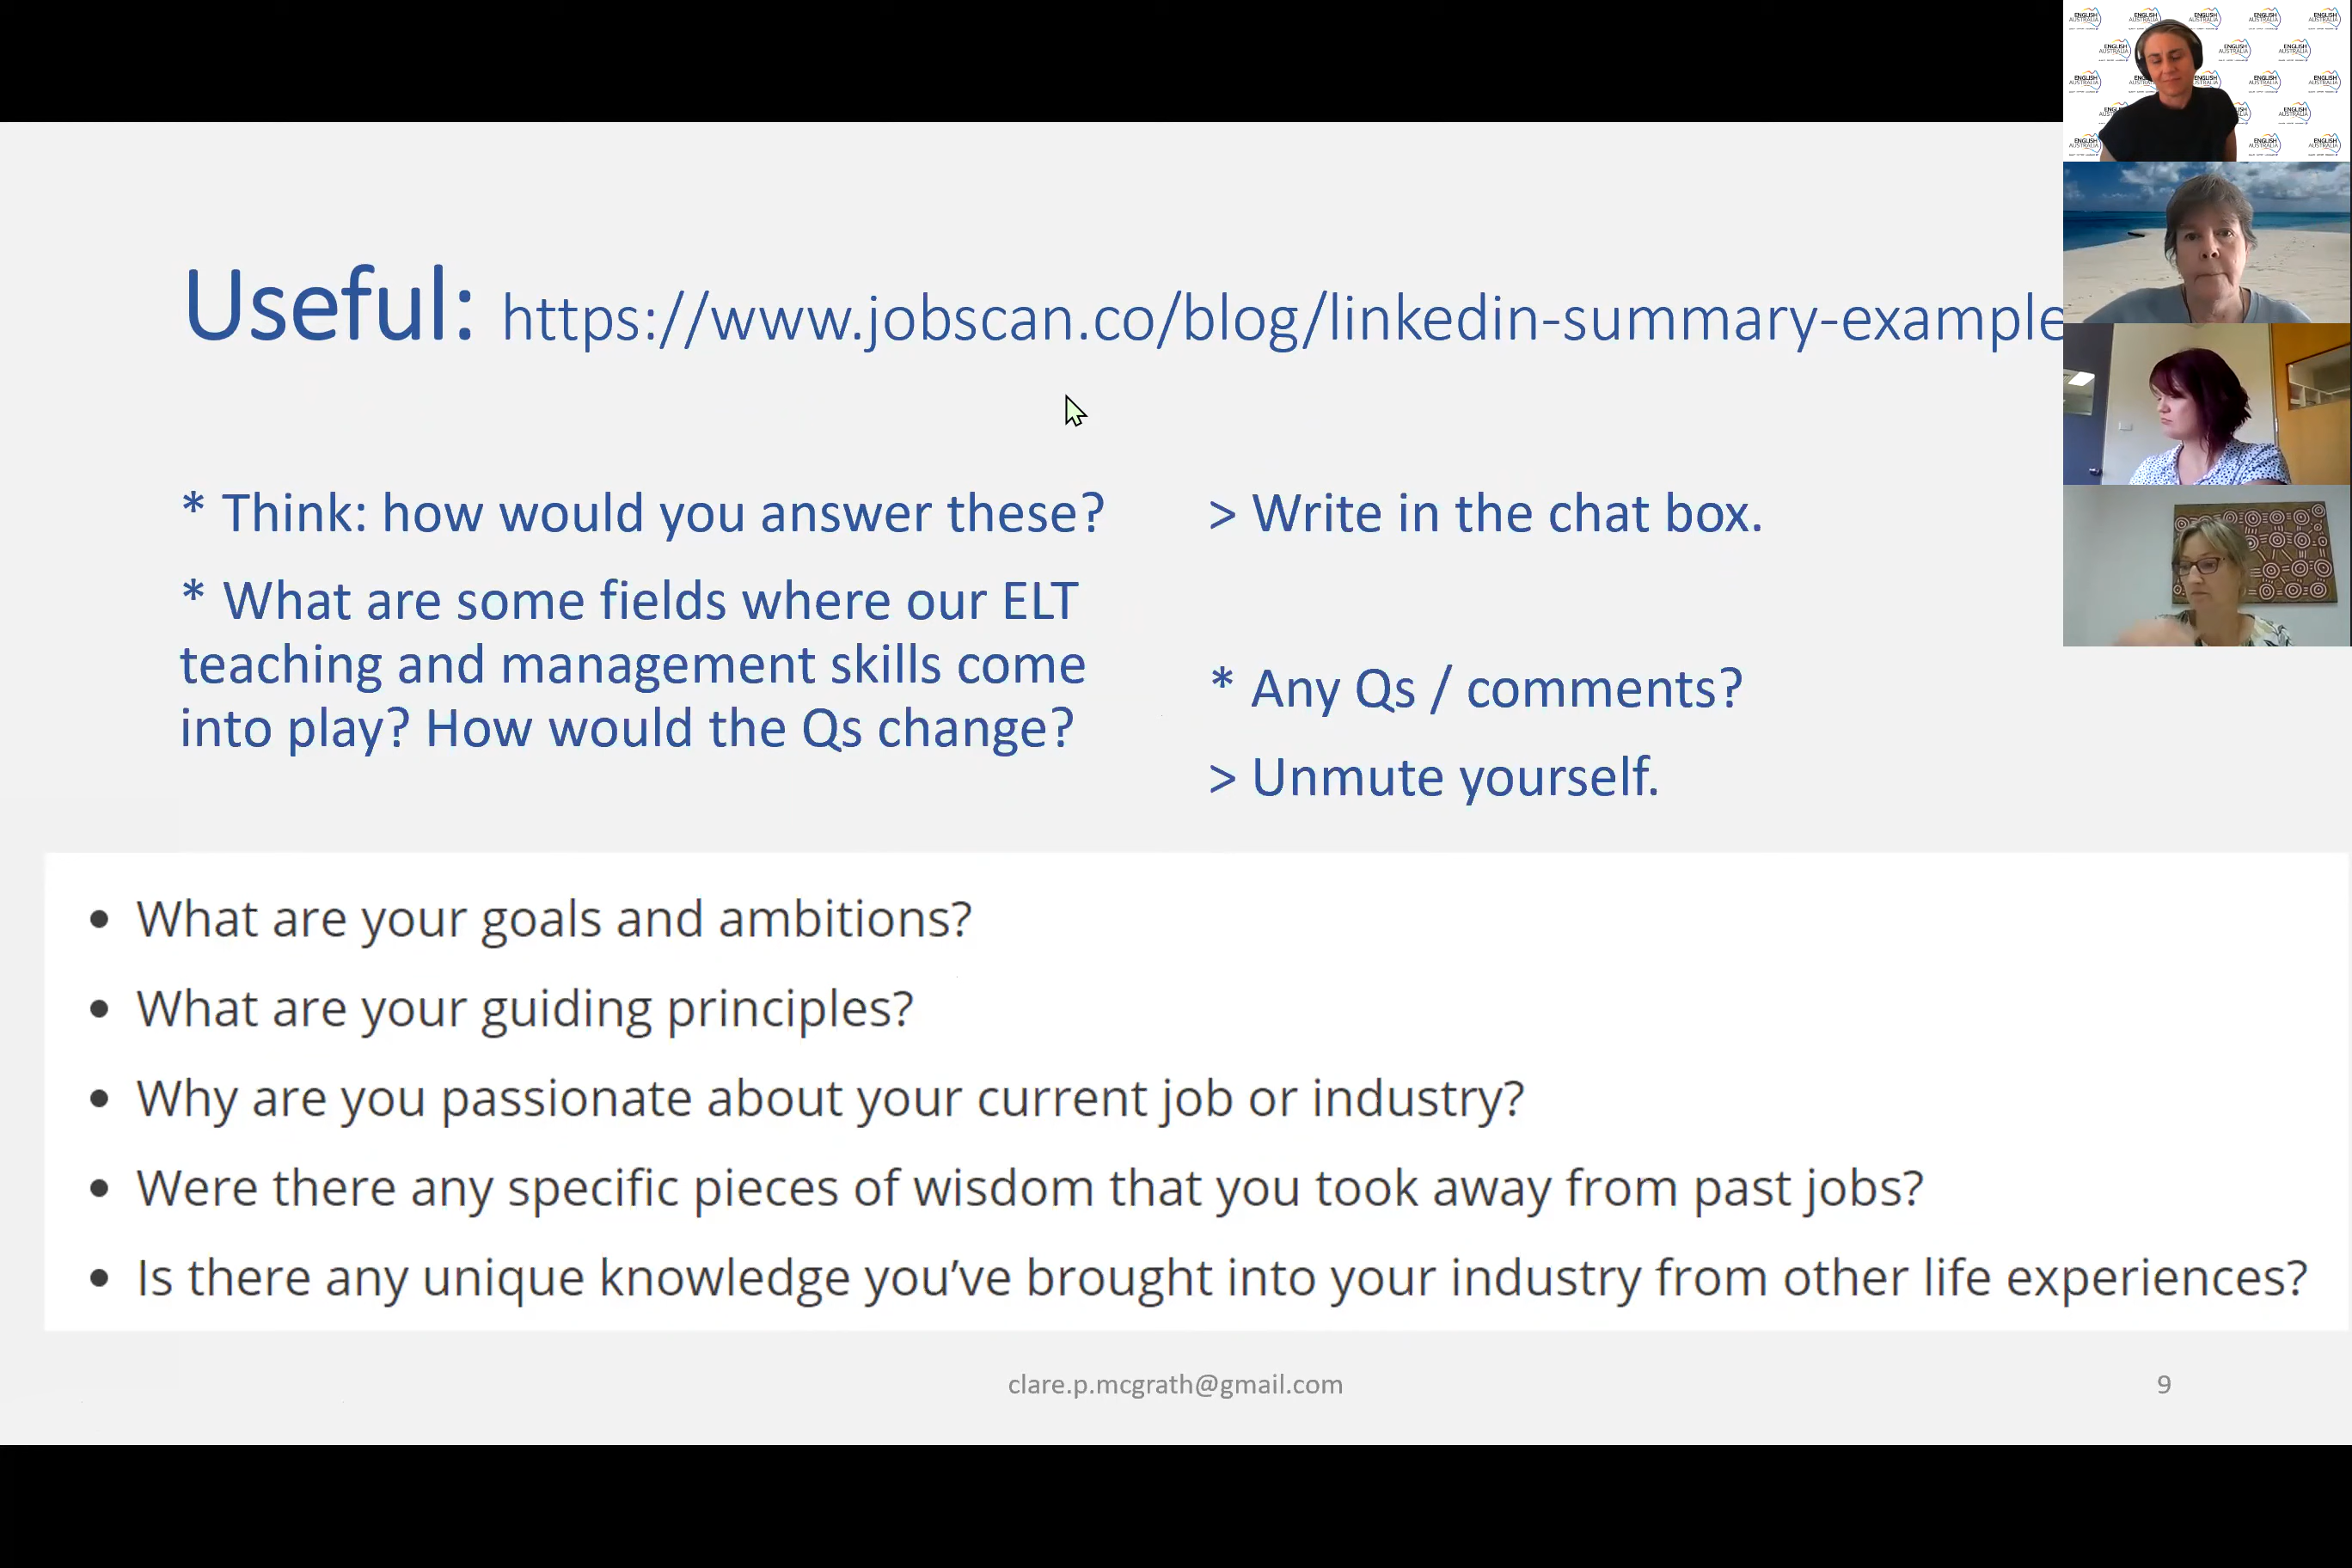 Useful: https://www.jobscan.co/blog/linkedin-summary-example
* Think: how would you answer these?
* What are some fields where our ELT
teaching and management skills come
into play? How would the Qs change?
> Write in the chat box.
* Any Qs / comments?
> Unmute yourself.
• What are your goals and ambitions?
• What are your guiding principles?
• Why are you passionate about your current job or industry?
• Were there any specific pieces of wisdom that you took away from past jobs?
• Is there any unique knowledge you’ve brought into your industry from other life experiences?
clare.p.mcgrath@gmail.com
9
ENGLISH
AUSTRALIA